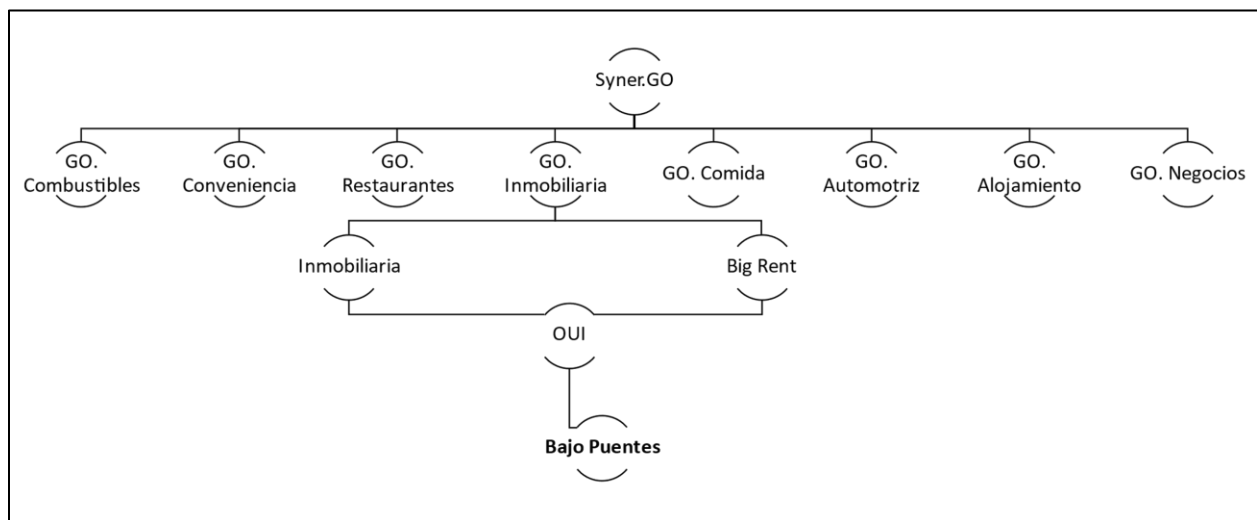 Syner.GO
GO.
Combustibles
GO.
Conveniencia
GO.
Restaurantes
GO.
Inmobiliaria
GO. Comida
GO.
Automotriz
GO.
Alojamiento
GO. Negocios
Inmobiliaria
Big Rent
OUI
Bajo Puentes